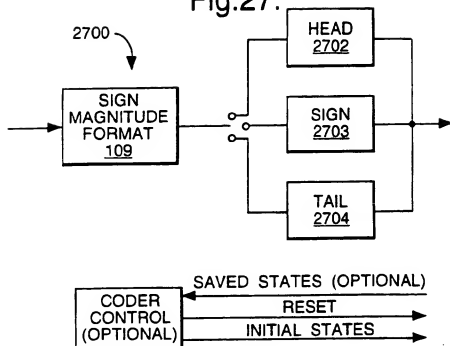 Fig.27.
2700
HEAD
2702
SIGN
MAGNITUDE
FORMAT
109
SIGN
2703
TAIL
2704
SAVED STATES (OPTIONAL)
CODER
CONTROL
(OPTIONAL)
RESET
INITIAL STATES